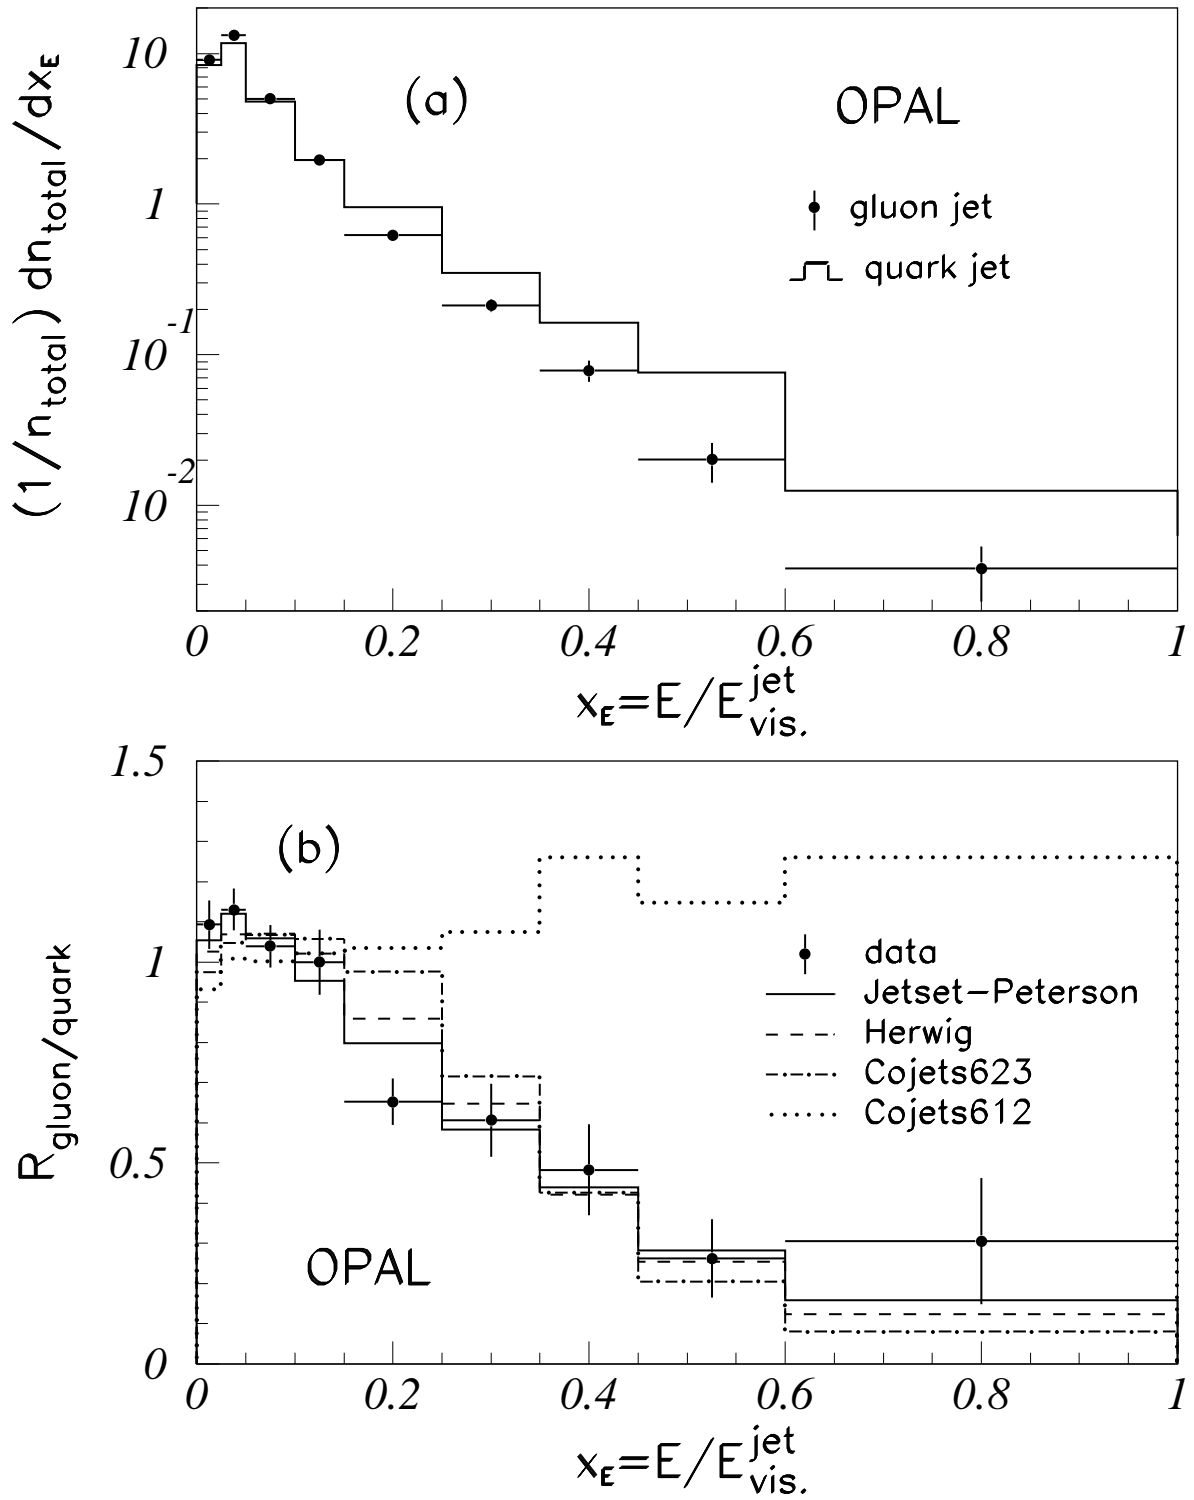 (1/n_total) dn_total/dx_E
10
1
10^-1
10^-2
(a)
OPAL
gluon jet
quark jet
0 0.2 0.4 0.6 0.8 1
x_E=E/E_vis.^jet
R_gluon/quark
1.5
1
0.5
0
(b)
data
Jetset-Peterson
Herwig
Cojets623
Cojets612
OPAL
0 0.2 0.4 0.6 0.8 1
x_E=E/E_vis.^jet